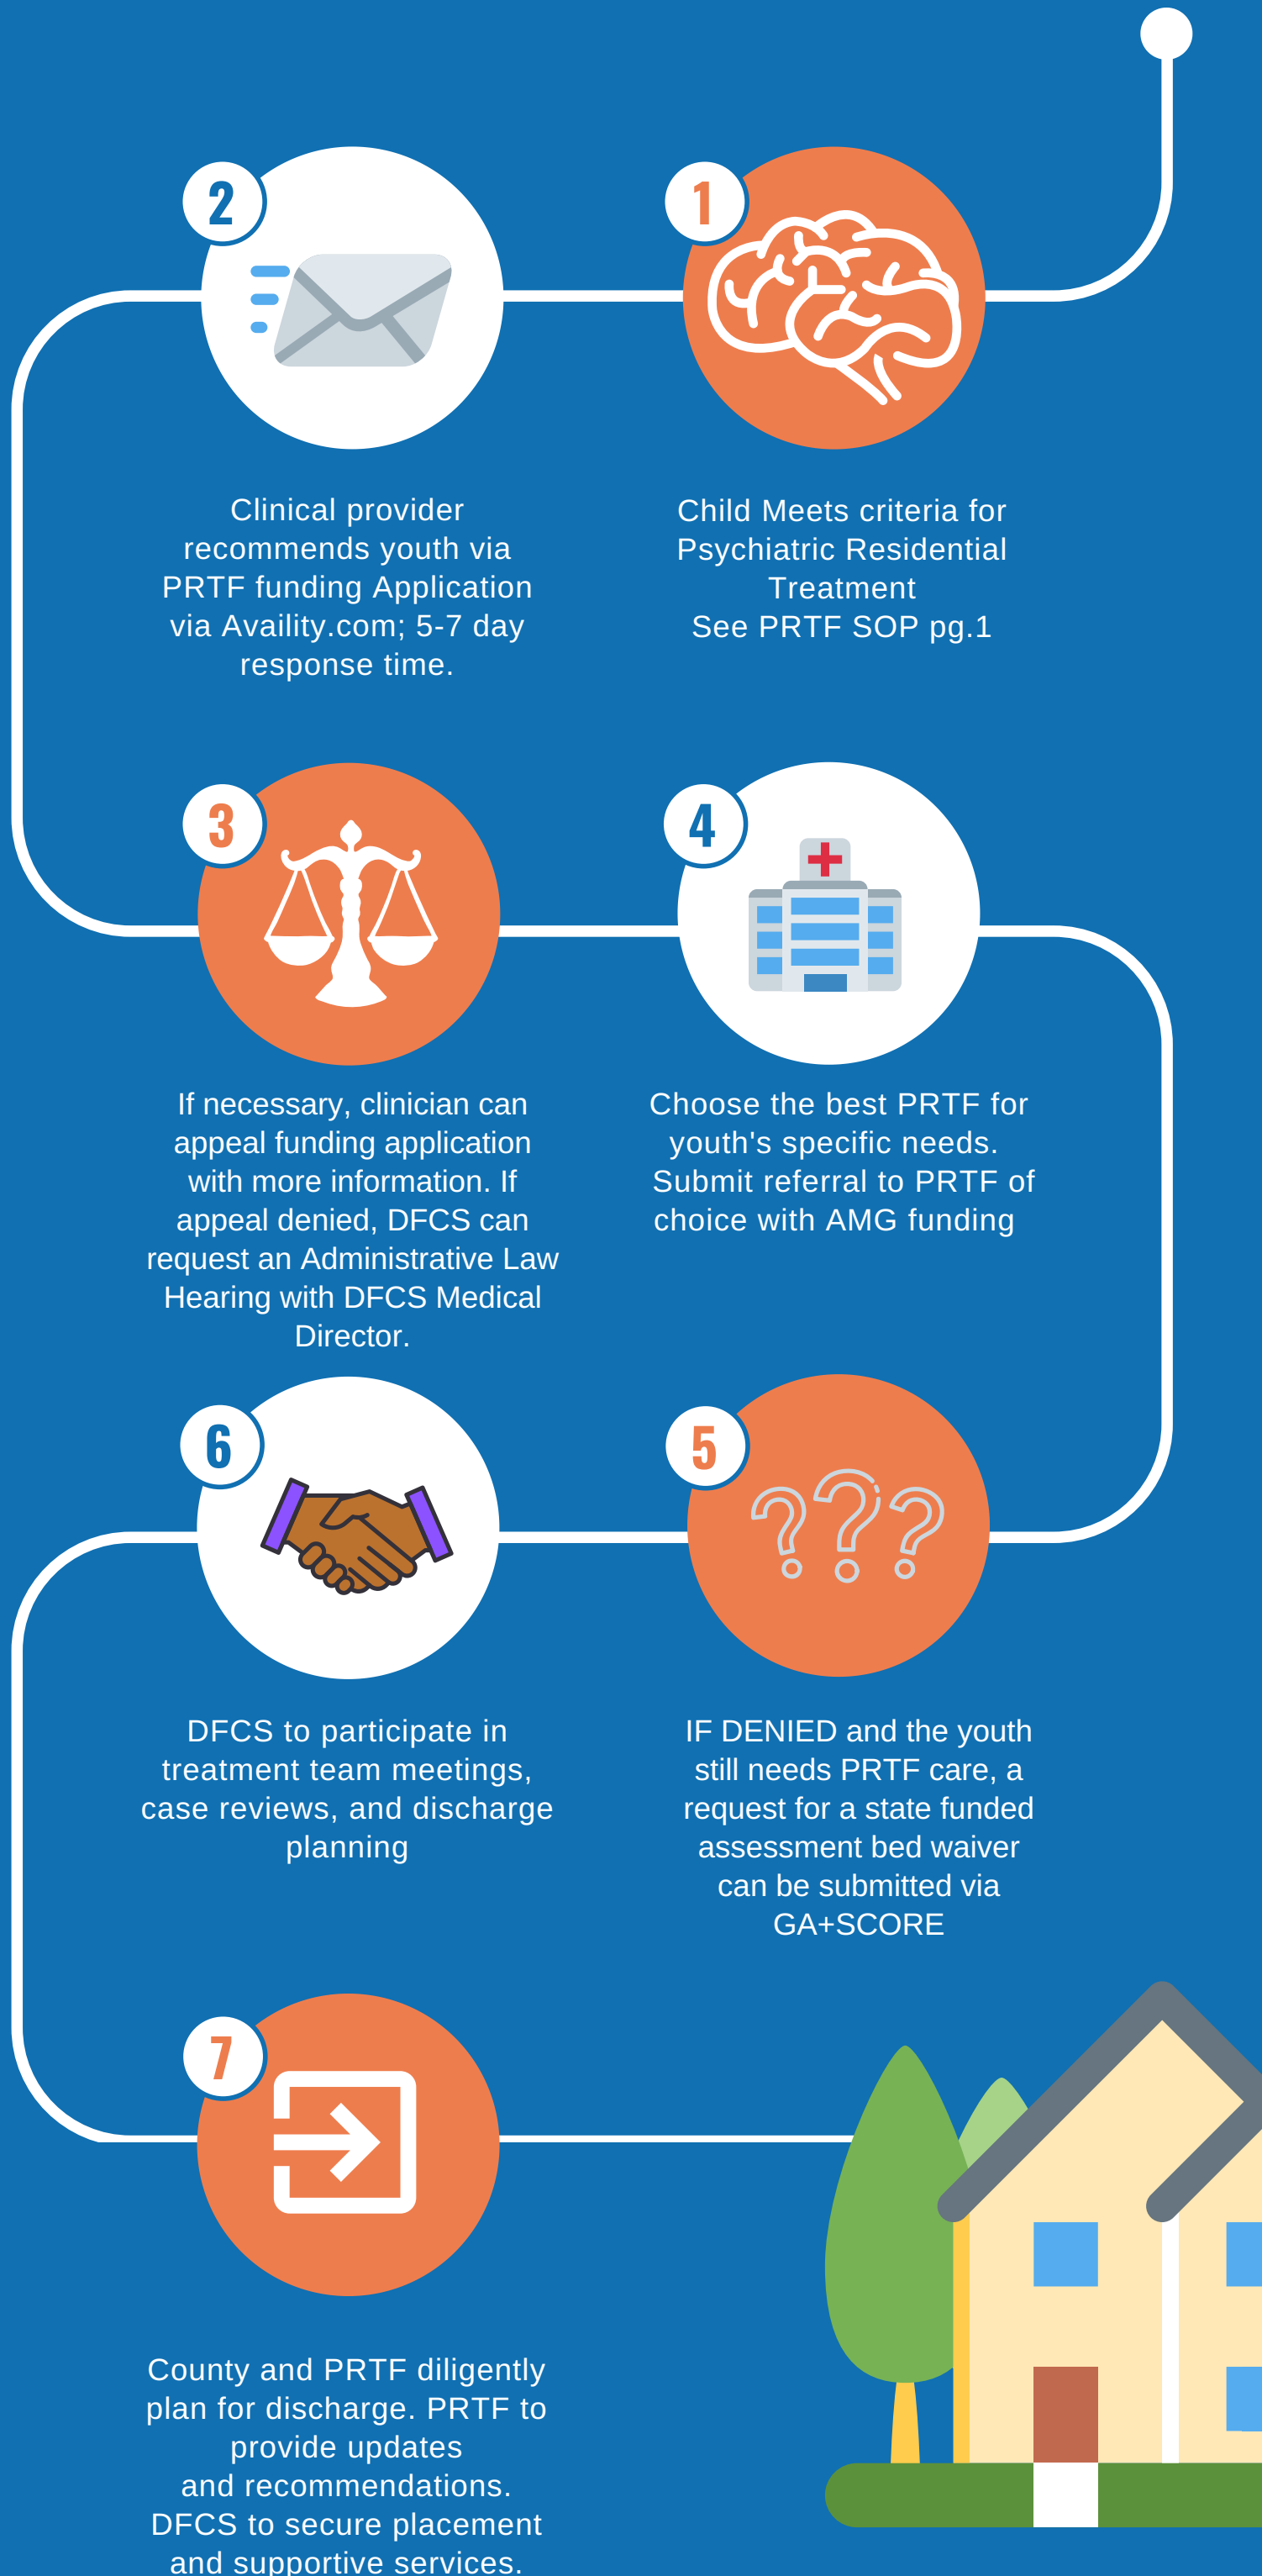 1
Child Meets criteria for
Psychiatric Residential
Treatment
See PRTF SOP pg.1
2
Clinical provider
recommends youth via
PRTF funding Application
via Availity.com; 5-7 day
response time.
3
If necessary, clinician can
appeal funding application
with more information. If
appeal denied, DFCS can
request an Administrative Law
Hearing with DFCS Medical
Director.
4
Choose the best PRTF for
youth's specific needs.
Submit referral to PRTF of
choice with AMG funding
5
IF DENIED and the youth
still needs PRTF care, a
request for a state funded
assessment bed waiver
can be submitted via
GA+SCORE
6
DFCS to participate in
treatment team meetings,
case reviews, and discharge
planning
7
County and PRTF diligently
plan for discharge. PRTF to
provide updates
and recommendations.
DFCS to secure placement
and supportive services.